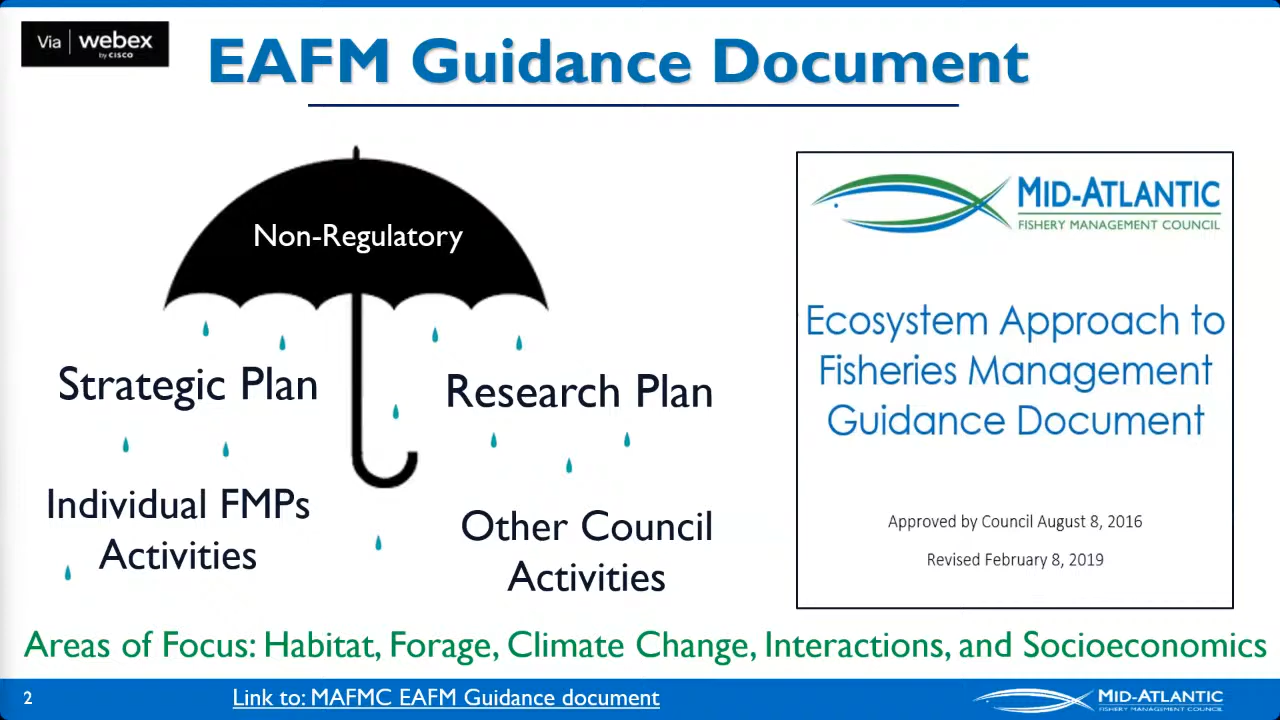 Via | webex
by CISCO
EAFM Guidance Document
Non-Regulatory
Strategic Plan
Research Plan
Individual FMPs
Activities
Other Council
Activities
MID-ATLANTIC
FISHERY MANAGEMENT COUNCIL
Ecosystem Approach to
Fisheries Management
Guidance Document
Approved by Council August 8, 2016
Revised February 8, 2019
Areas of Focus: Habitat, Forage, Climate Change, Interactions, and Socioeconomics
2
Link to: MAFMC EAFM Guidance document
MID-ATLANTIC
FISHERY MANAGEMENT COUNCIL